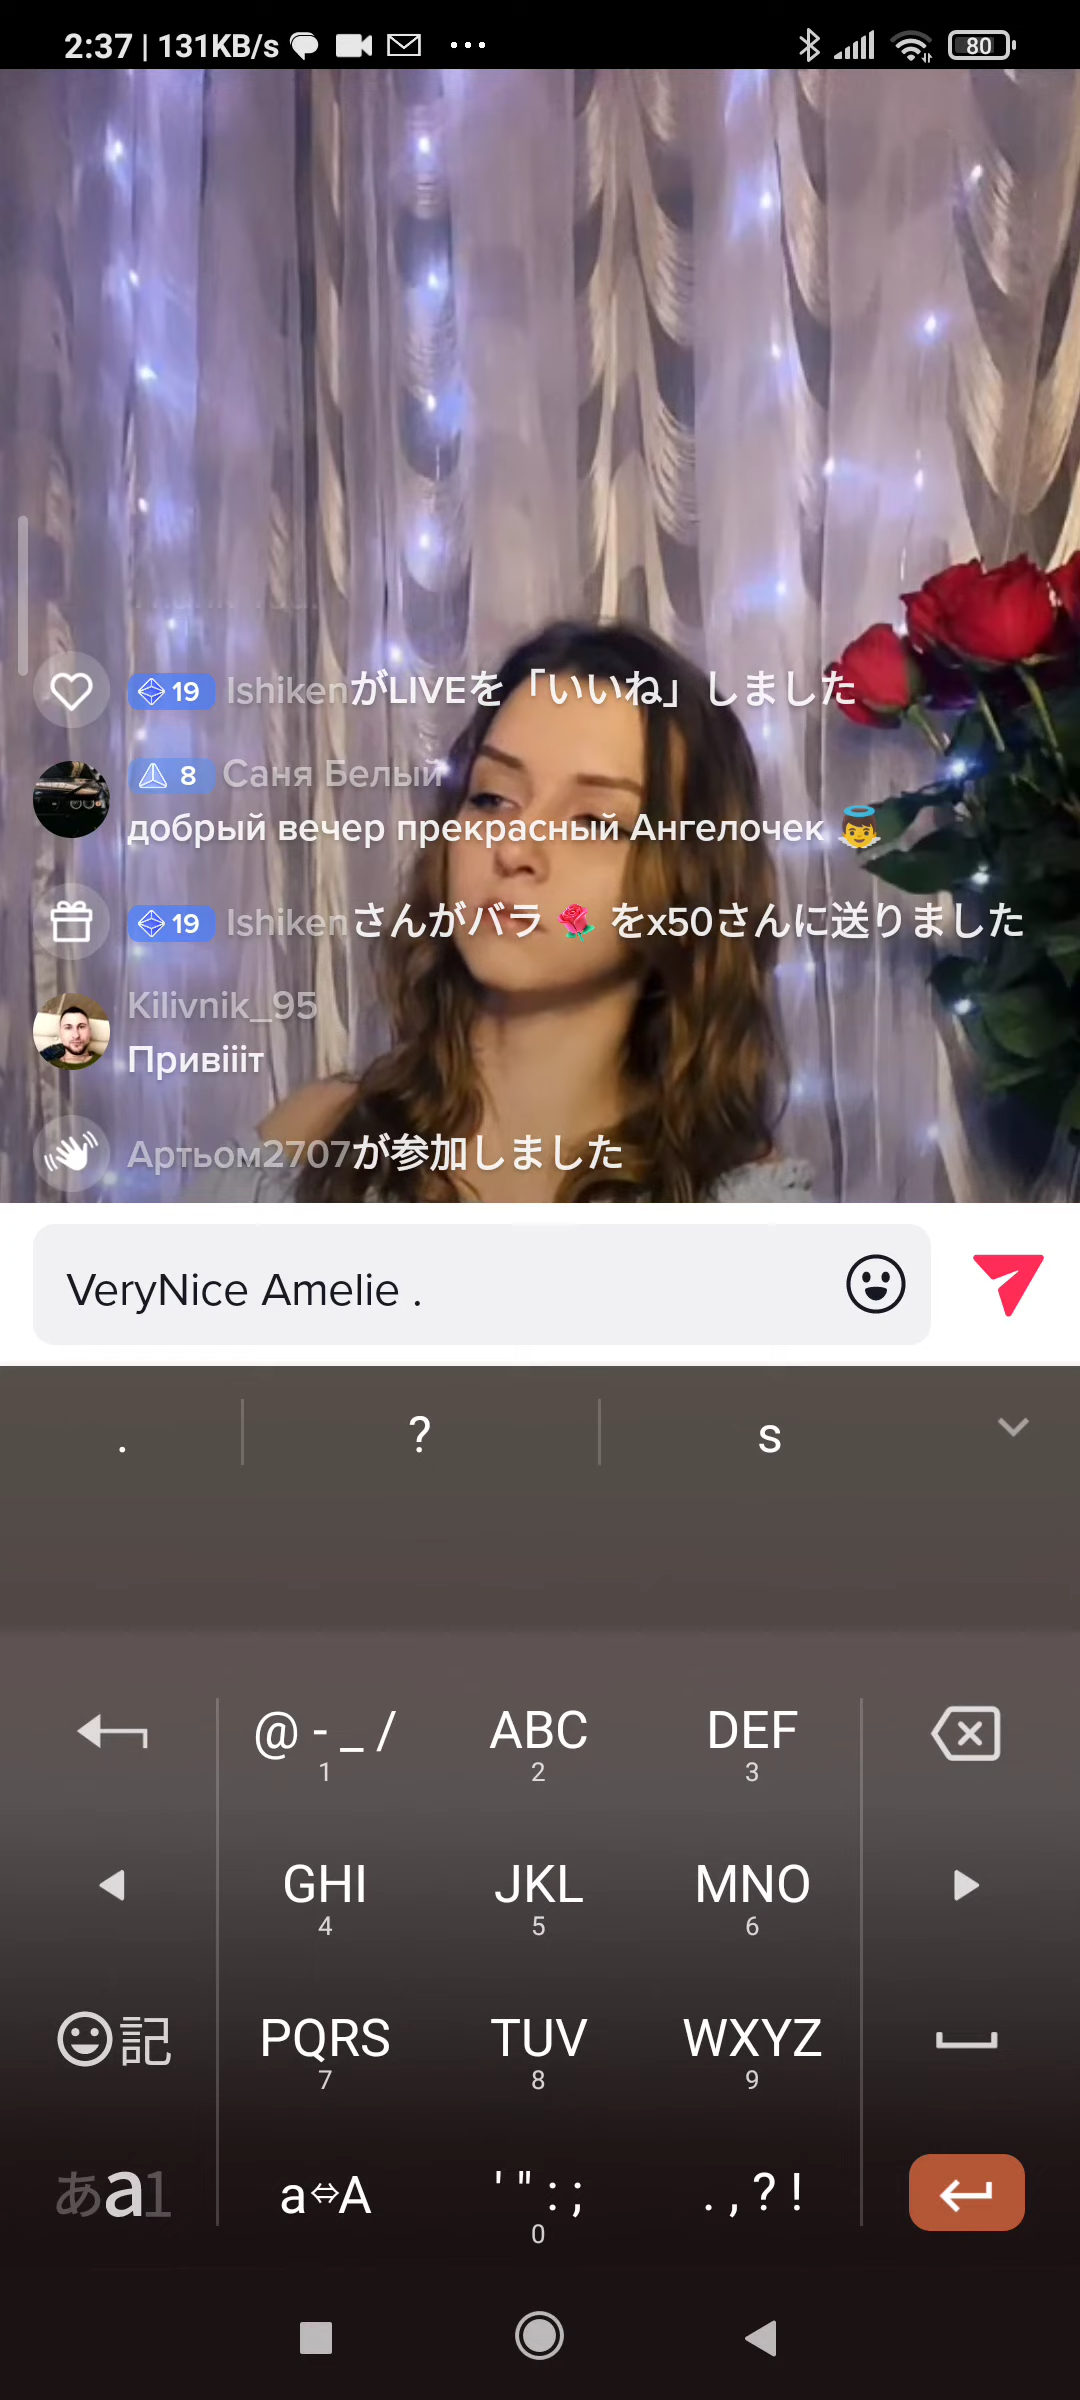 2:37 | 131KB/s 80
19 IshikenがLIVEを「いいね」しました
8 Саня Белый
добрый вечер прекрасный Ангелочек
19 Ishikenさんがバラ をx50さんに送りました
Kilivnik_95
Привіііт
Артьом2707が参加しました
VeryNice Amelie .
. ? s
@ - _ / ABC DEF
1 2 3
GHI JKL MNO
4 5 6
記 PQRS TUV WXYZ
7 8 9
あa1 a⇔A ' " : ; . , ? !
0